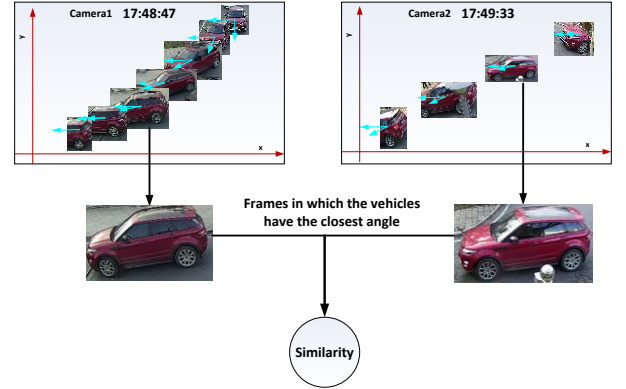 Camera1 17:48:47
y
x
Camera2 17:49:33
y
x
Frames in which the vehicles
have the closest angle
Similarity